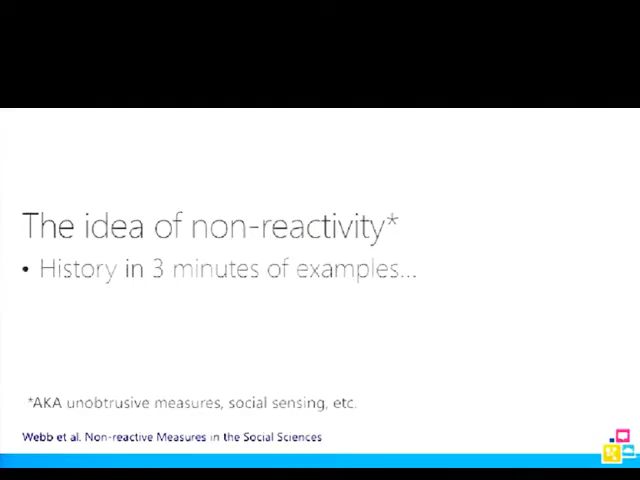 The idea of non-reactivity*
• History in 3 minutes of examples...
*AKA unobtrusive measures, social sensing, etc.
Webb et al. Non-reactive Measures in the Social Sciences